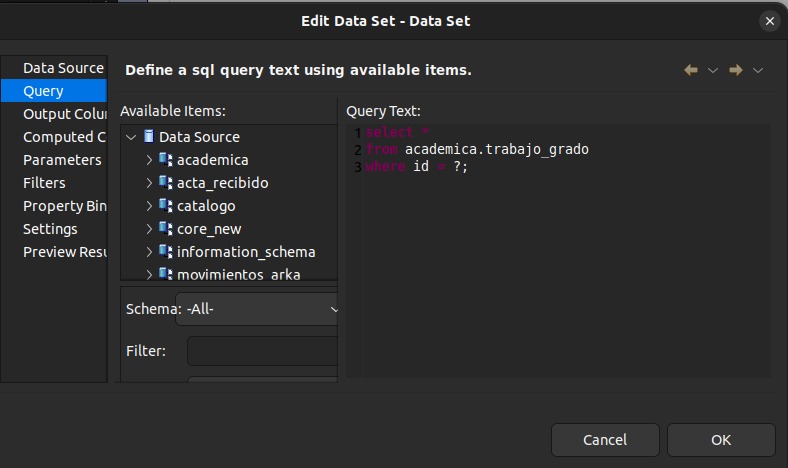 Edit Data Set - Data Set
Data Source
Query
Output Colu
Computed C
Parameters
Filters
Property Bin
Settings
Preview Resu
Define a sql query text using available items.
Available Items:
Data Source
academica
acta_recibido
catalogo
core_new
information_schema
movimientos_arka
Schema: -All-
Filter:
Query Text:
1 select *
2 from academica.trabajo_grado
3 where id = ?;
Cancel
OK